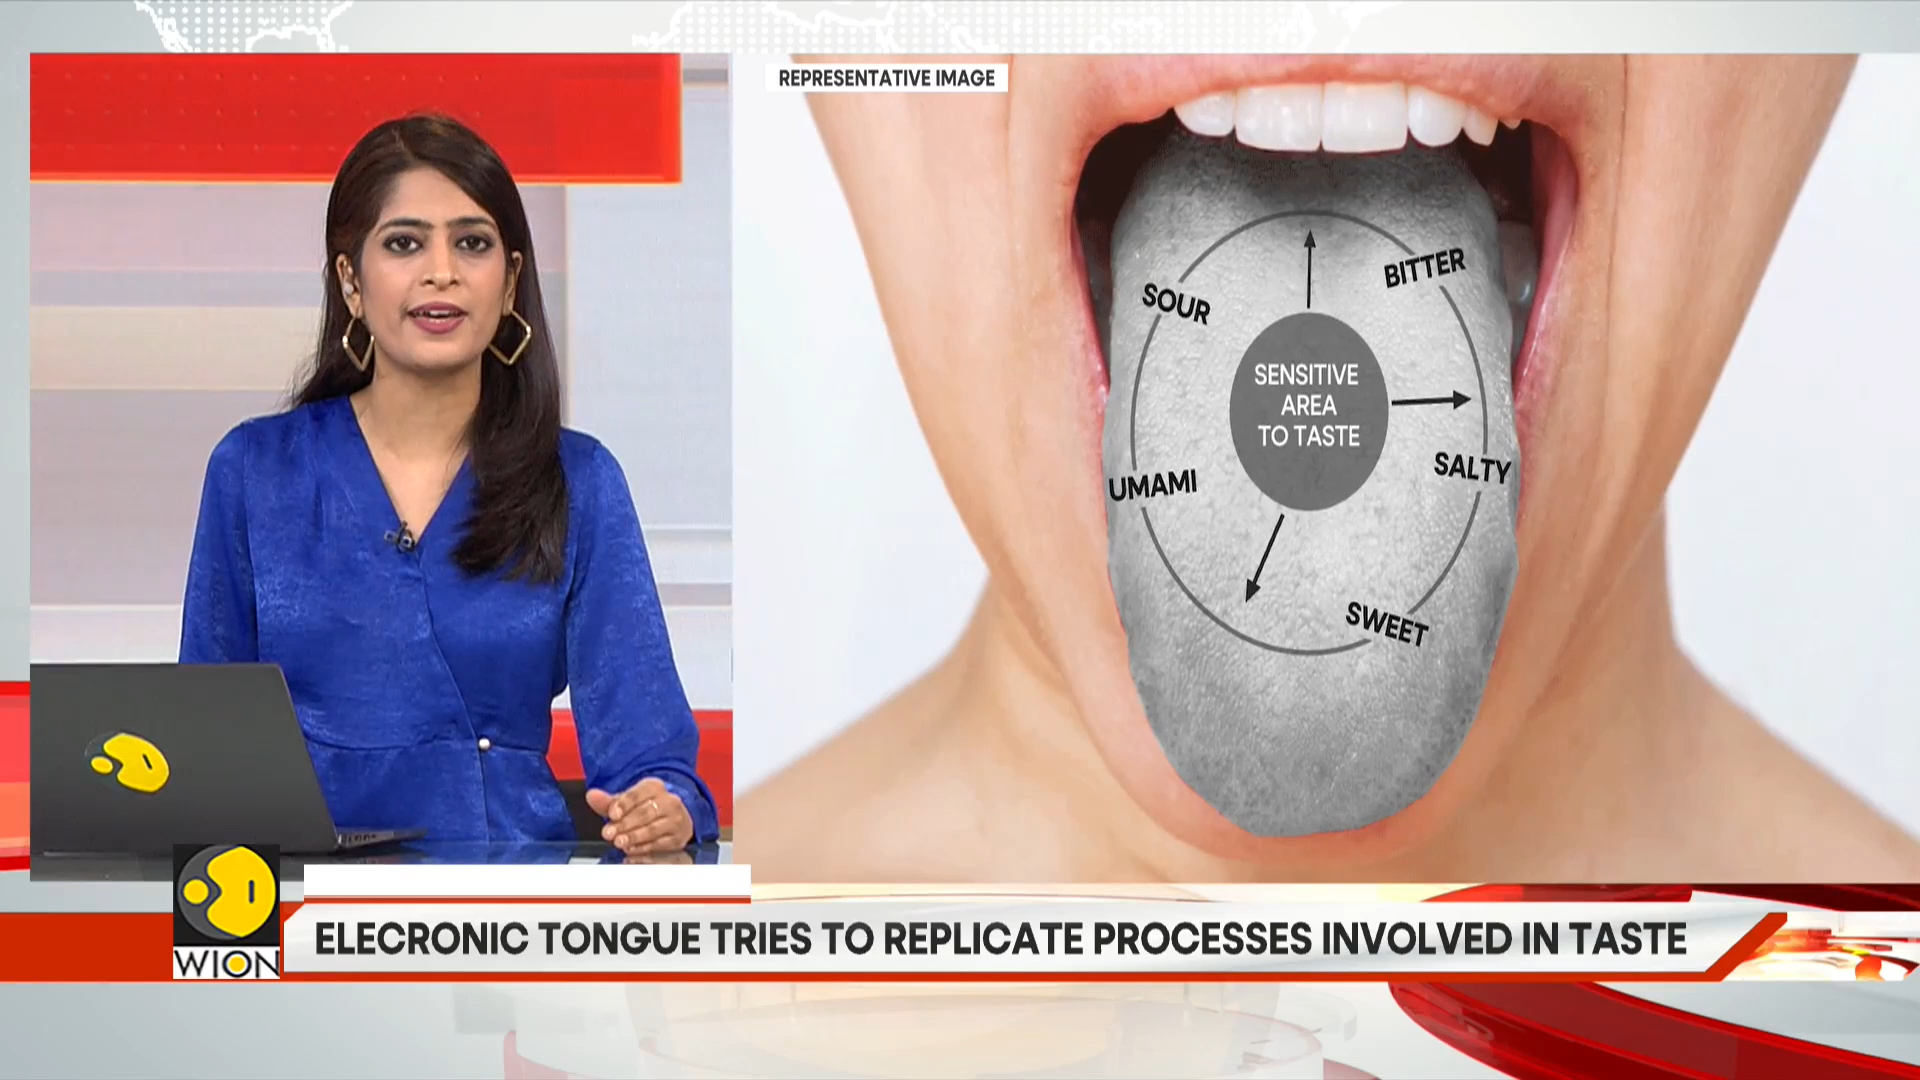 REPRESENTATIVE IMAGE
BITTER
SOUR
SENSITIVE
AREA
TO TASTE
SALTY
UMAMI
SWEET
ELECRONIC TONGUE TRIES TO REPLICATE PROCESSES INVOLVED IN TASTE
WION